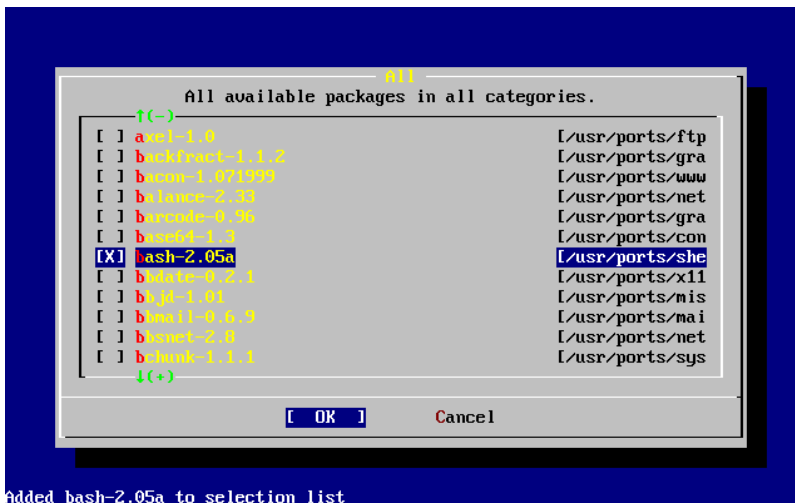 All
All available packages in all categories.
↑(-)
[ ] axel-1.0 [/usr/ports/ftp
[ ] backfract-1.1.2 [/usr/ports/gra
[ ] bacon-1.071999 [/usr/ports/www
[ ] balance-2.33 [/usr/ports/net
[ ] barcode-0.96 [/usr/ports/gra
[ ] base64-1.3 [/usr/ports/con
[X] bash-2.05a [/usr/ports/she
[ ] bbdate-0.2.1 [/usr/ports/x11
[ ] bbjd-1.01 [/usr/ports/mis
[ ] bbmail-0.6.9 [/usr/ports/mai
[ ] bbsnet-2.8 [/usr/ports/net
[ ] bchunk-1.1.1 [/usr/ports/sys
↓(+)
[ OK ] Cancel
Added bash-2.05a to selection list